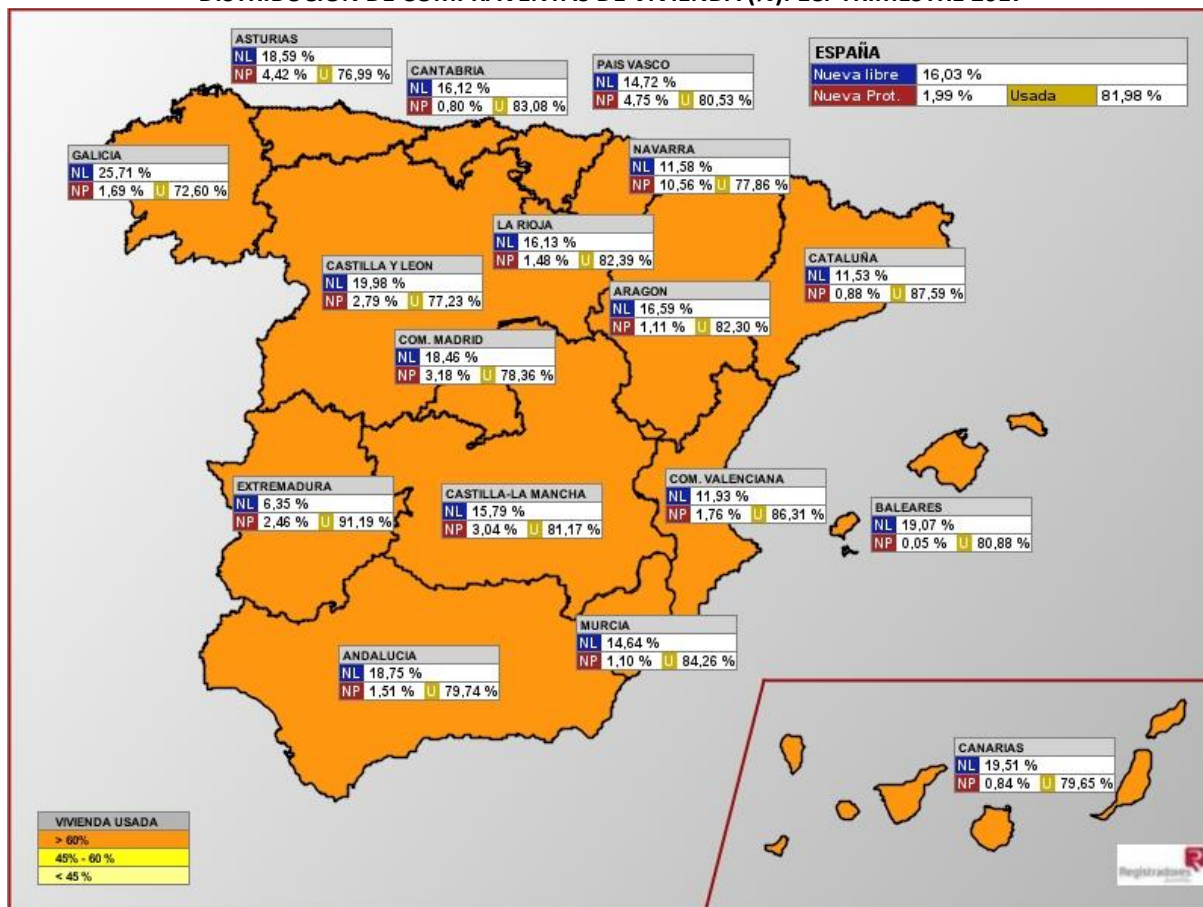 ASTURIAS
NL 18,59 %
NP 4,42 % U 76,99 %
CANTABRIA
NL 16,12 %
NP 0,80 % U 83,08 %
PAIS VASCO
NL 14,72 %
NP 4,75 % U 80,53 %
ESPAÑA
Nueva libre 16,03 %
Nueva Prot. 1,99 % Usada 81,98 %
GALICIA
NL 25,71 %
NP 1,69 % U 72,60 %
NAVARRA
NL 11,58 %
NP 10,56 % U 77,86 %
LA RIOJA
NL 16,13 %
NP 1,48 % U 82,39 %
CASTILLA Y LEON
NL 19,98 %
NP 2,79 % U 77,23 %
CATALUÑA
NL 11,53 %
NP 0,88 % U 87,59 %
ARAGON
NL 16,59 %
NP 1,11 % U 82,30 %
COM. MADRID
NL 18,46 %
NP 3,18 % U 78,36 %
EXTREMADURA
NL 6,35 %
NP 2,46 % U 91,19 %
CASTILLA-LA MANCHA
NL 15,79 %
NP 3,04 % U 81,17 %
COM. VALENCIANA
NL 11,93 %
NP 1,76 % U 86,31 %
BALEARES
NL 19,07 %
NP 0,05 % U 80,88 %
MURCIA
NL 14,64 %
NP 1,10 % U 84,26 %
ANDALUCIA
NL 18,75 %
NP 1,51 % U 79,74 %
CANARIAS
NL 19,51 %
NP 0,84 % U 79,65 %
VIVIENDA USADA
> 60%
45% - 60 %
< 45 %
Registradores